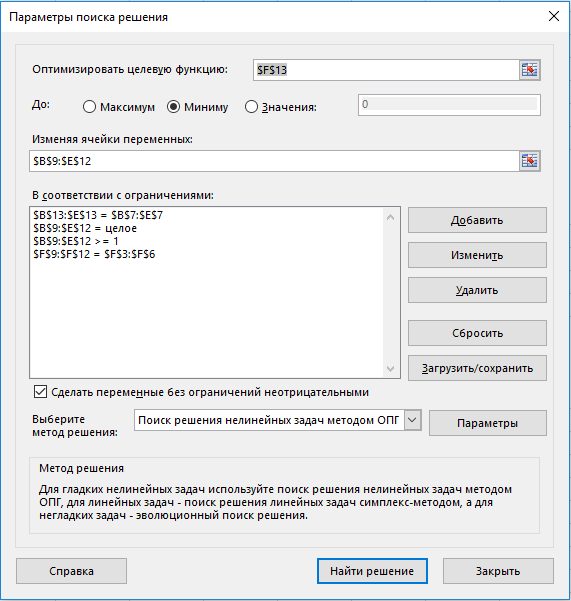 Параметры поиска решения
Оптимизировать целевую функцию: $F$13
До: Максимум Миниму Значения: 0
Изменяя ячейки переменных:
$B$9:$E$12
В соответствии с ограничениями:
$B$13:$E$13 = $B$7:$E$7
$B$9:$E$12 = целое
$B$9:$E$12 >= 1
$F$9:$F$12 = $F$3:$F$6
Добавить
Изменить
Удалить
Сбросить
Загрузить/сохранить
Сделать переменные без ограничений неотрицательными
Выберите
метод решения:
Поиск решения нелинейных задач методом ОПГ
Параметры
Метод решения
Для гладких нелинейных задач используйте поиск решения нелинейных задач методом
ОПГ, для линейных задач - поиск решения линейных задач симплекс-методом, а для
негладких задач - эволюционный поиск решения.
Справка
Найти решение
Закрыть